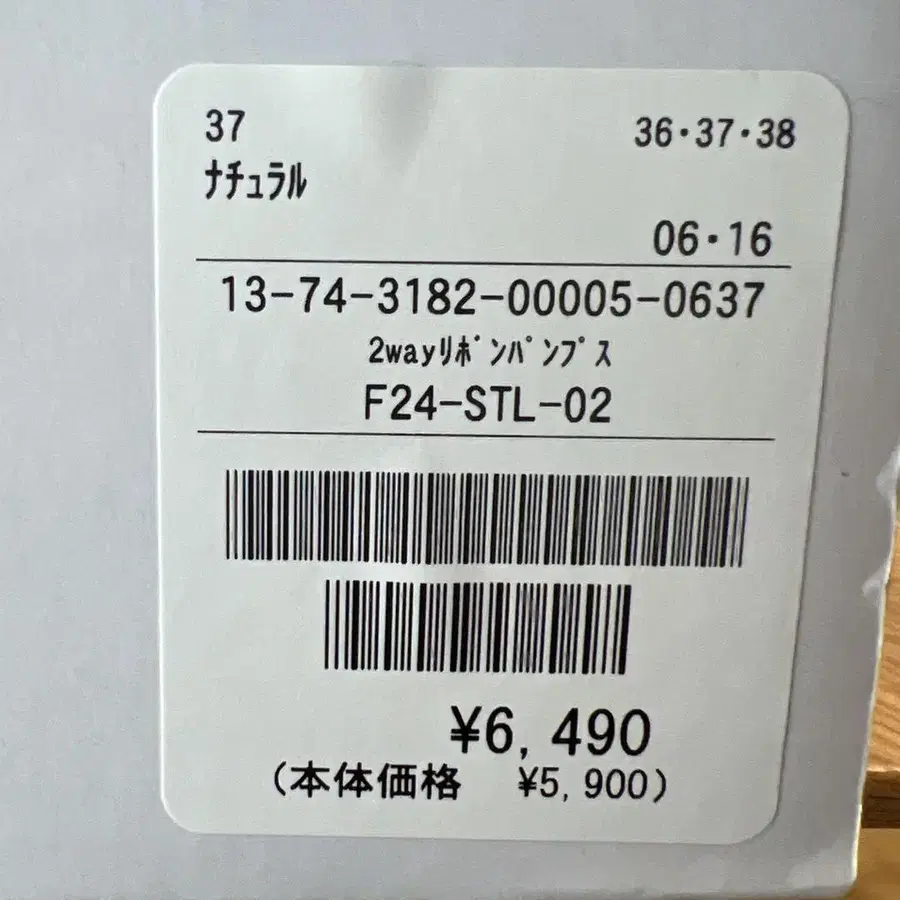 37
36・37・38
ﾅﾁｭﾗﾙ
06・16
13-74-3182-00005-0637
2wayﾘﾎﾞﾝﾊﾟﾝﾌﾟｽ
F24-STL-02
¥6,490
(本体価格 ¥5,900)